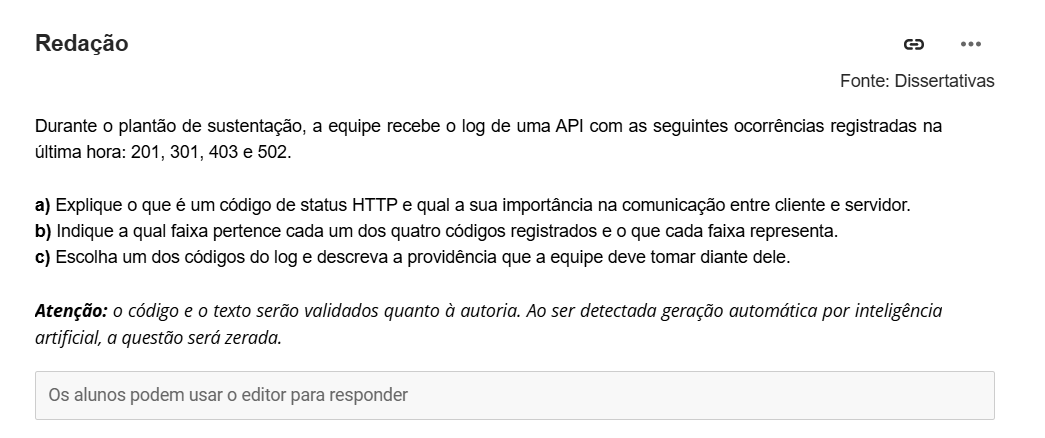 Redação
Fonte: Dissertativas
Durante o plantão de sustentação, a equipe recebe o log de uma API com as seguintes ocorrências registradas na
última hora: 201, 301, 403 e 502.
a) Explique o que é um código de status HTTP e qual a sua importância na comunicação entre cliente e servidor.
b) Indique a qual faixa pertence cada um dos quatro códigos registrados e o que cada faixa representa.
c) Escolha um dos códigos do log e descreva a providência que a equipe deve tomar diante dele.
Atenção: o código e o texto serão validados quanto à autoria. Ao ser detectada geração automática por inteligência
artificial, a questão será zerada.
Os alunos podem usar o editor para responder